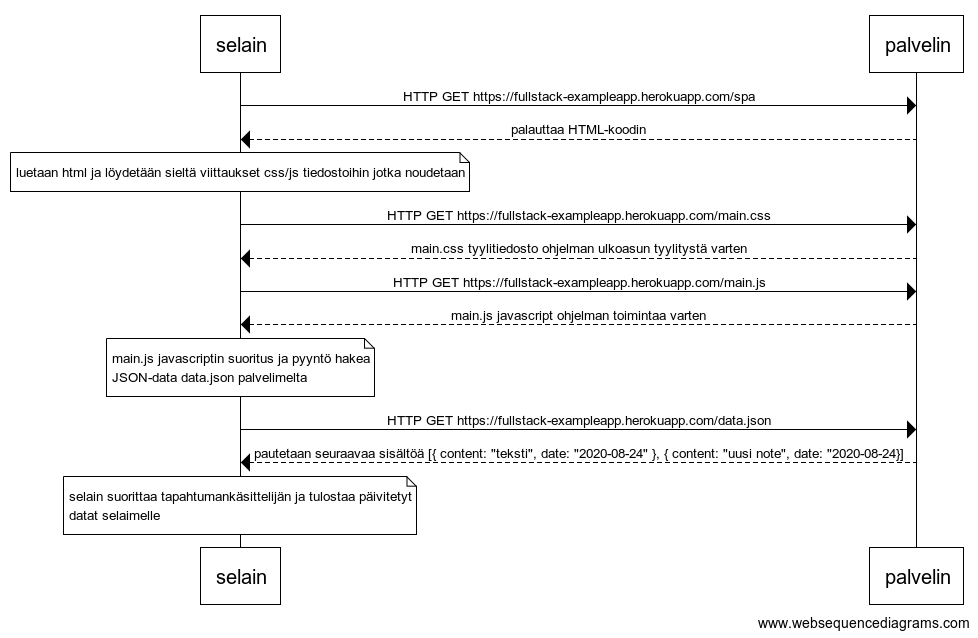 selain
palvelin
HTTP GET https://fullstack-exampleapp.herokuapp.com/spa
palauttaa HTML-koodin
luetaan html ja löydetään sieltä viittaukset css/js tiedostoihin jotka noudetaan
HTTP GET https://fullstack-exampleapp.herokuapp.com/main.css
main.css tyylitiedosto ohjelman ulkoasun tyylitystä varten
HTTP GET https://fullstack-exampleapp.herokuapp.com/main.js
main.js javascript ohjelman toimintaa varten
main.js javascriptin suoritus ja pyyntö hakea
JSON-data data.json palvelimelta
HTTP GET https://fullstack-exampleapp.herokuapp.com/data.json
pautetaan seuraavaa sisältöä [{ content: "teksti", date: "2020-08-24" }, { content: "uusi note", date: "2020-08-24}]
selain suorittaa tapahtumankäsittelijän ja tulostaa päivitetyt
datat selaimelle
selain
palvelin
www.websequencediagrams.com